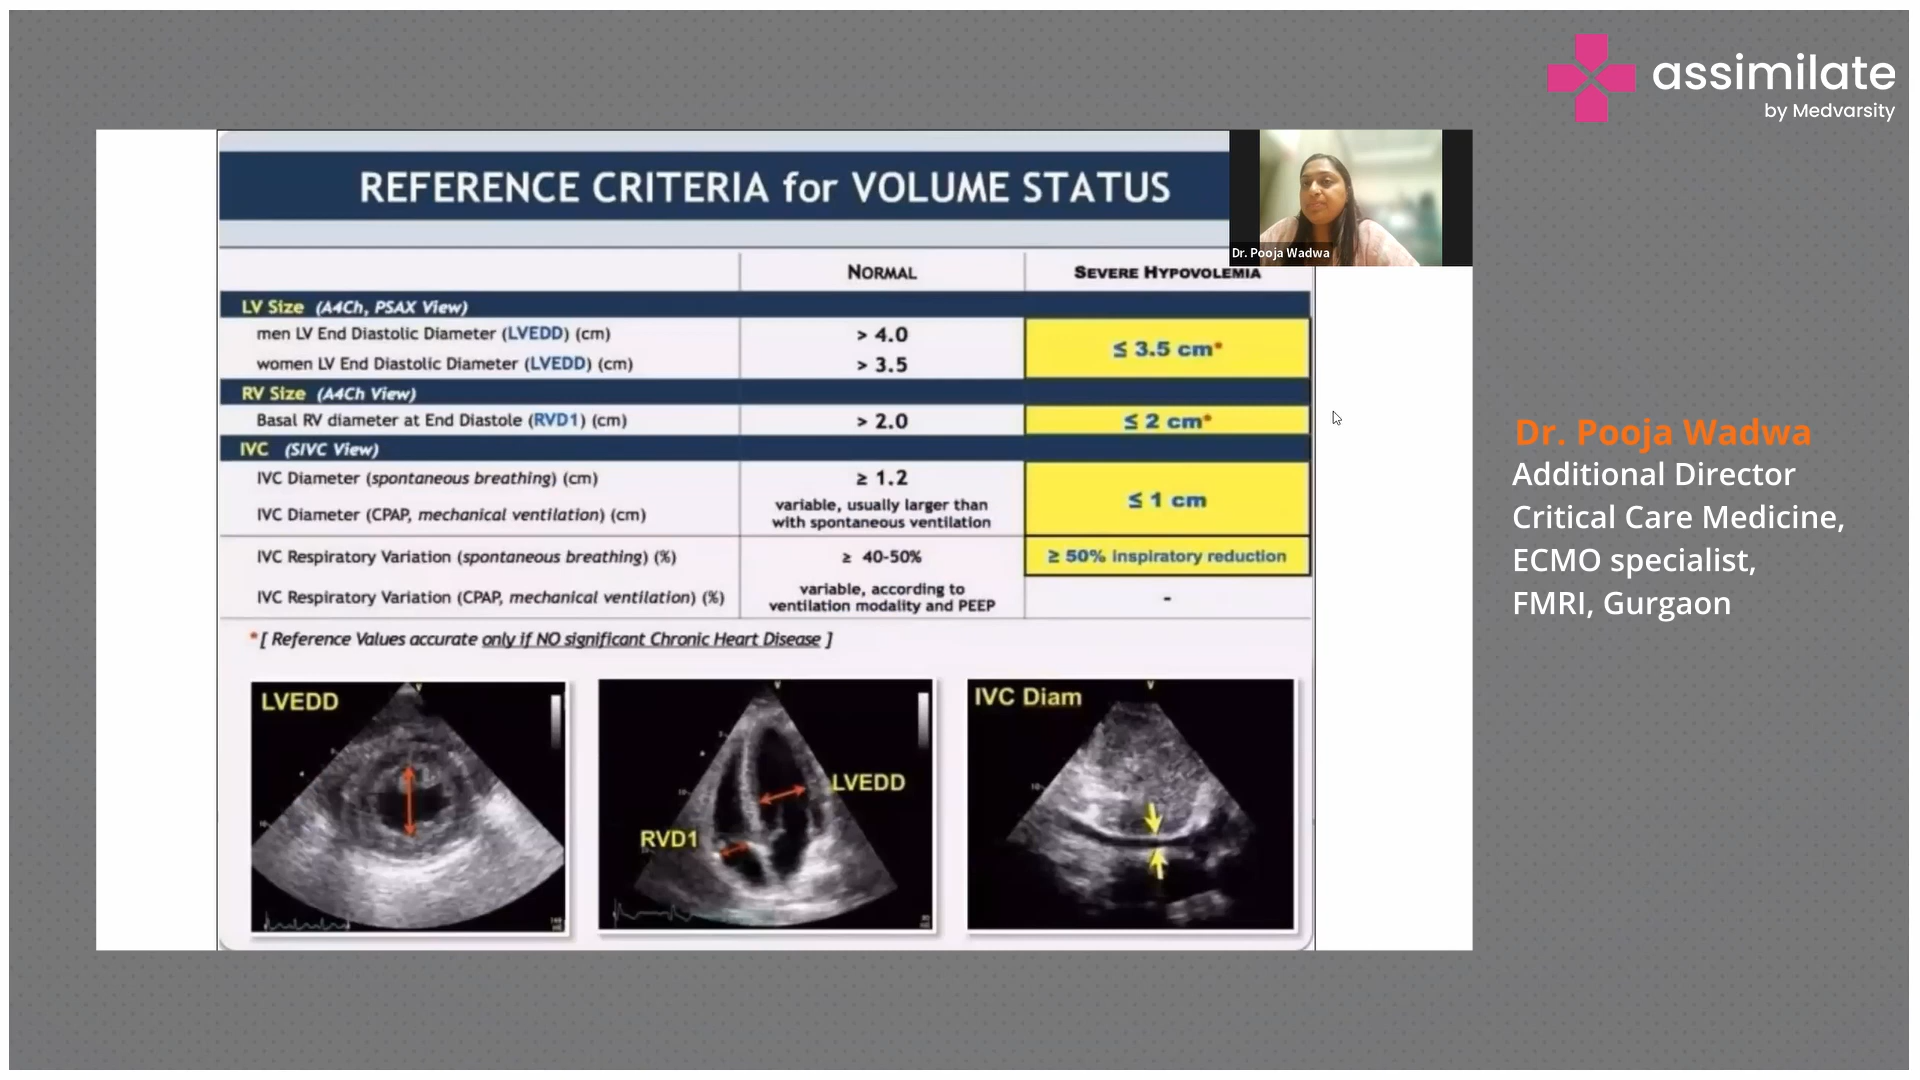 assimilate
by Medvarsity
REFERENCE CRITERIA for VOLUME STATUS
Dr. Pooja Wadwa
NORMAL
SEVERE HYPOVOLEMIA
LV Size (A4Ch, PSAX View)
men LV End Diastolic Diameter (LVEDD) (cm)
> 4.0
≤ 3.5 cm*
women LV End Diastolic Diameter (LVEDD) (cm)
> 3.5
RV Size (A4Ch View)
Basal RV diameter at End Diastole (RVD1) (cm)
> 2.0
≤ 2 cm*
IVC (SIVC View)
IVC Diameter (spontaneous breathing) (cm)
≥ 1.2
≤ 1 cm
IVC Diameter (CPAP, mechanical ventilation) (cm)
variable, usually larger than
with spontaneous ventilation
IVC Respiratory Variation (spontaneous breathing) (%)
≥ 40-50%
≥ 50% inspiratory reduction
IVC Respiratory Variation (CPAP, mechanical ventilation) (%)
variable, according to
ventilation modality and PEEP
-
* [ Reference Values accurate only if NO significant Chronic Heart Disease ]
LVEDD
V
LVEDD
RVD1
V
IVC Diam
V
Dr. Pooja Wadwa
Additional Director
Critical Care Medicine,
ECMO specialist,
FMRI, Gurgaon